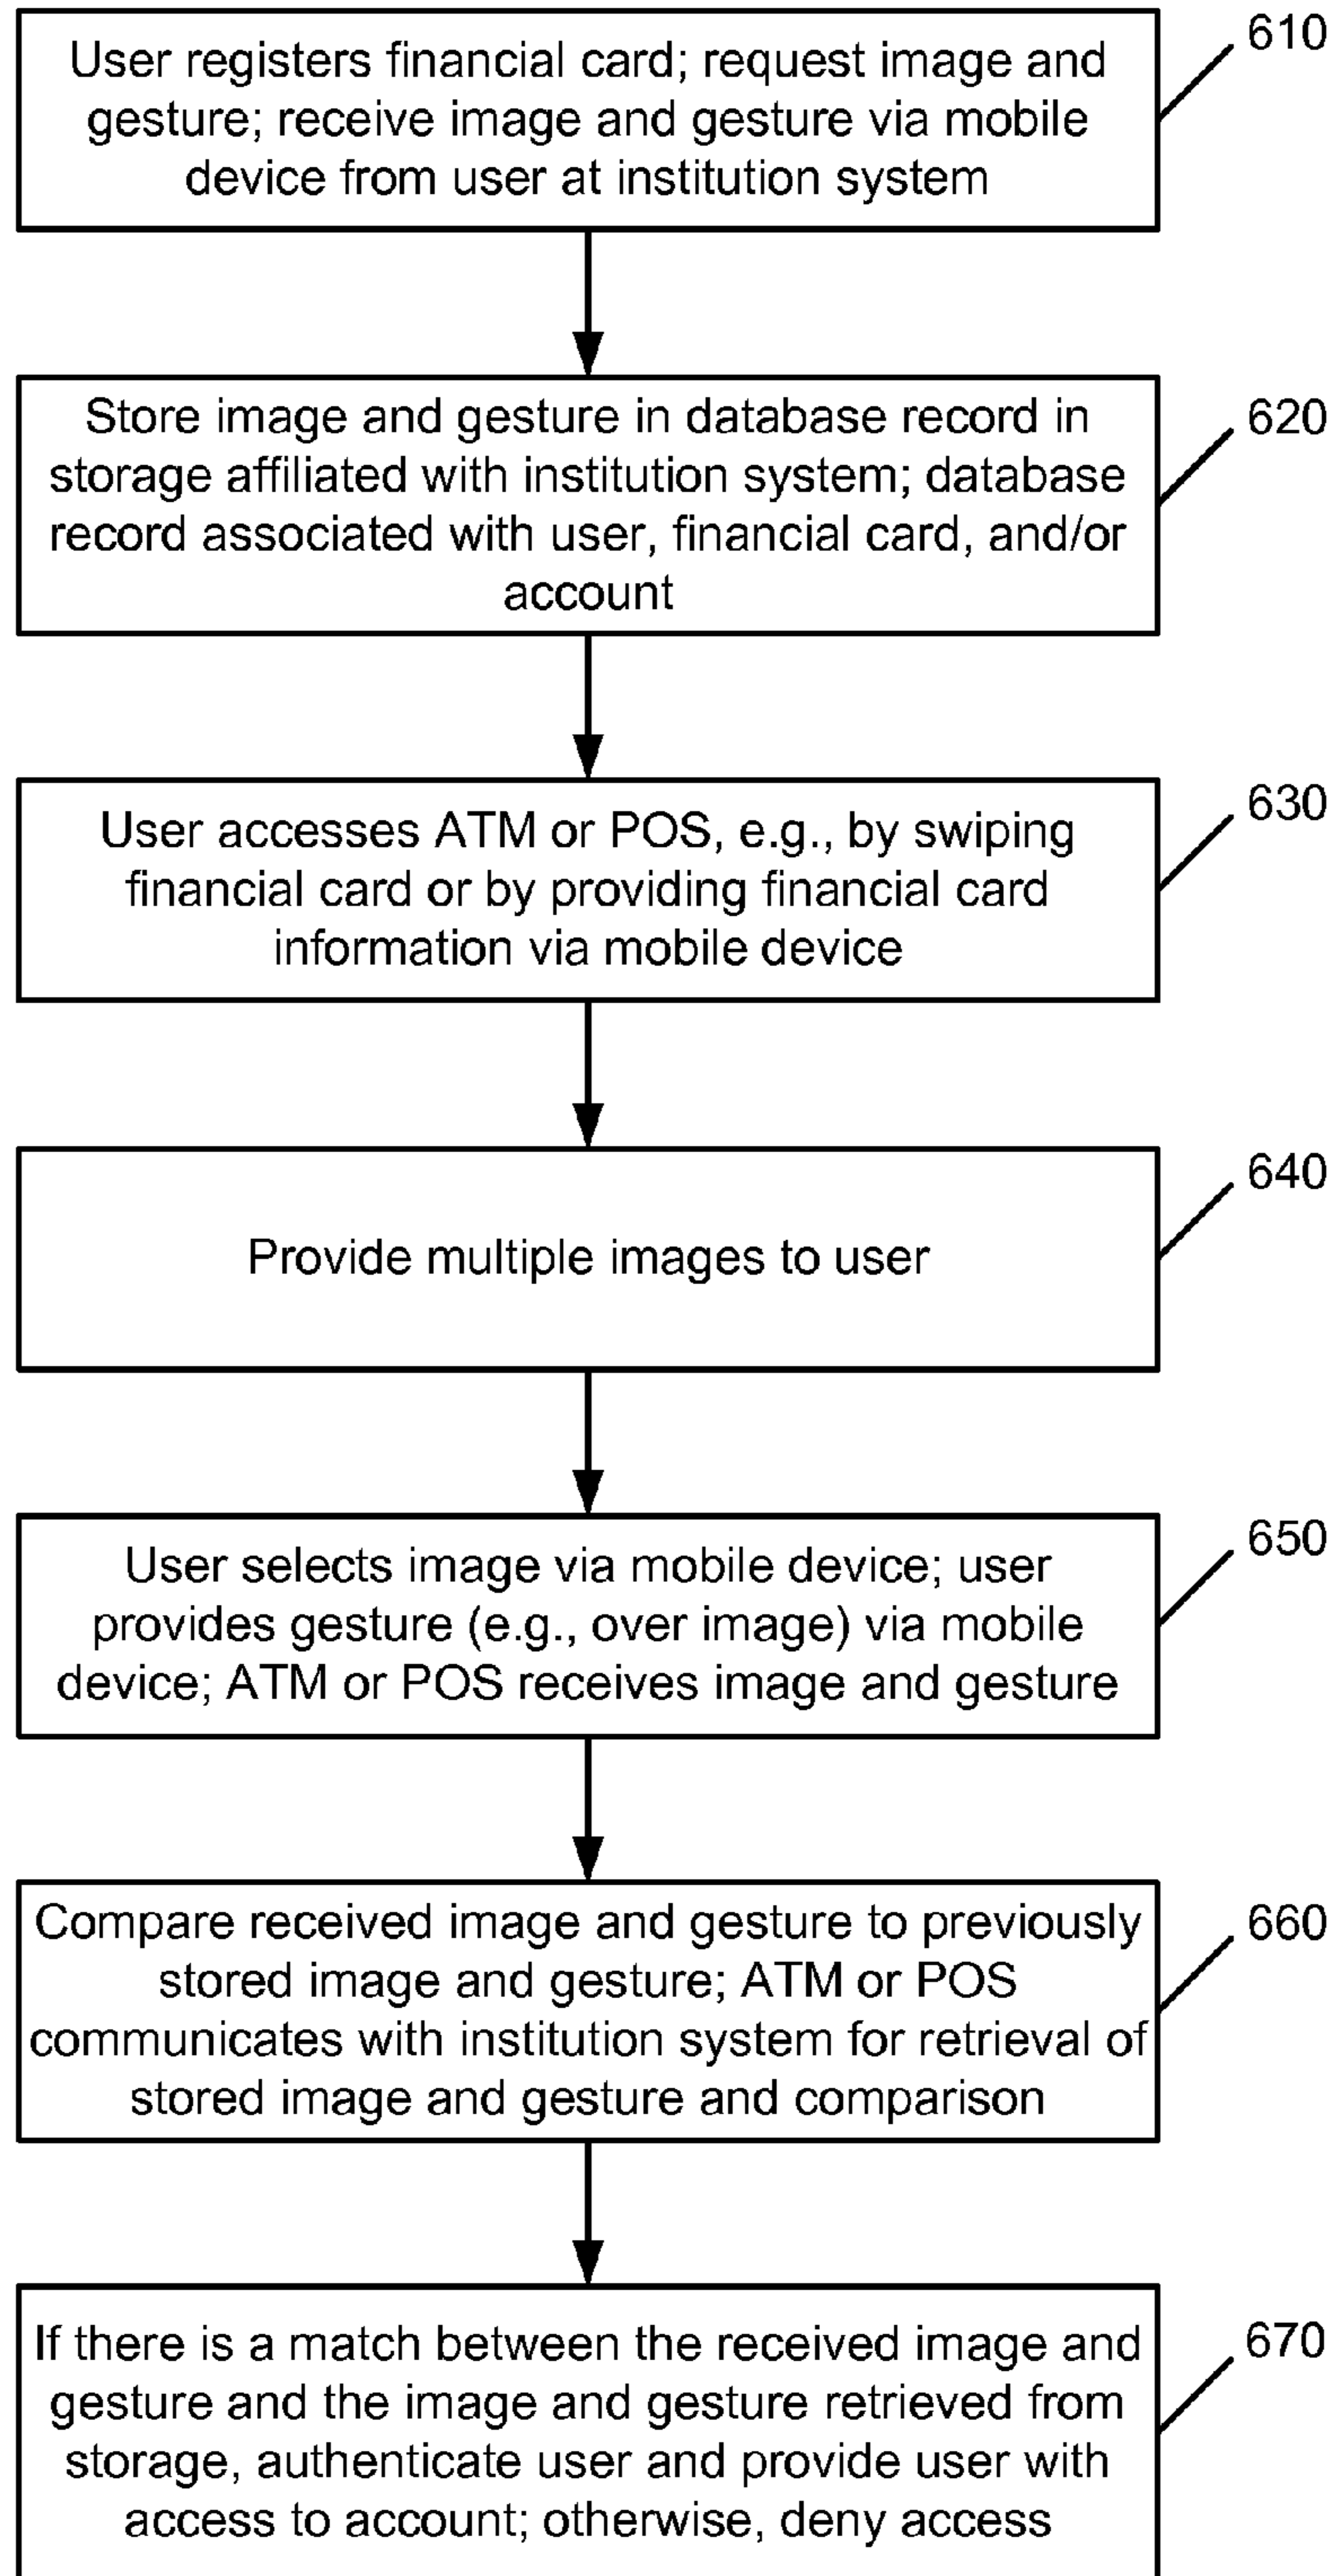 User registers financial card; request image and
gesture; receive image and gesture via mobile
device from user at institution system
610
Store image and gesture in database record in
storage affiliated with institution system; database
record associated with user, financial card, and/or
account
620
User accesses ATM or POS, e.g., by swiping
financial card or by providing financial card
information via mobile device
630
Provide multiple images to user
640
User selects image via mobile device; user
provides gesture (e.g., over image) via mobile
device; ATM or POS receives image and gesture
650
Compare received image and gesture to previously
stored image and gesture; ATM or POS
communicates with institution system for retrieval of
stored image and gesture and comparison
660
If there is a match between the received image and
gesture and the image and gesture retrieved from
storage, authenticate user and provide user with
access to account; otherwise, deny access
670